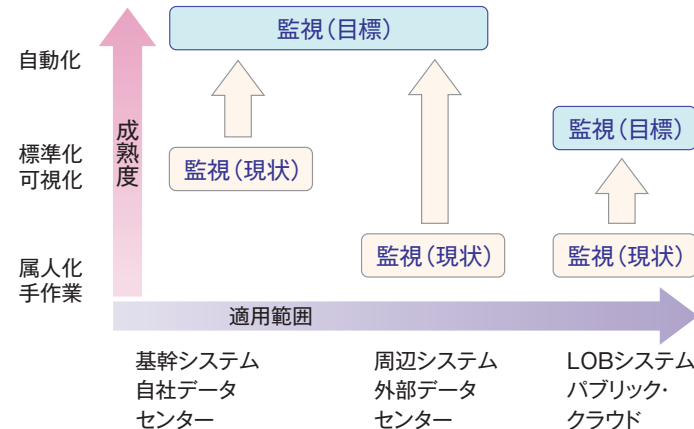 監視（目標）
自動化
成熟度
監視（目標）
標準化
可視化
監視（現状）
監視（現状）
監視（現状）
属人化
手作業
適用範囲
基幹システム
自社データ
センター
周辺システム
外部データ
センター
LOBシステム
パブリック・
クラウド